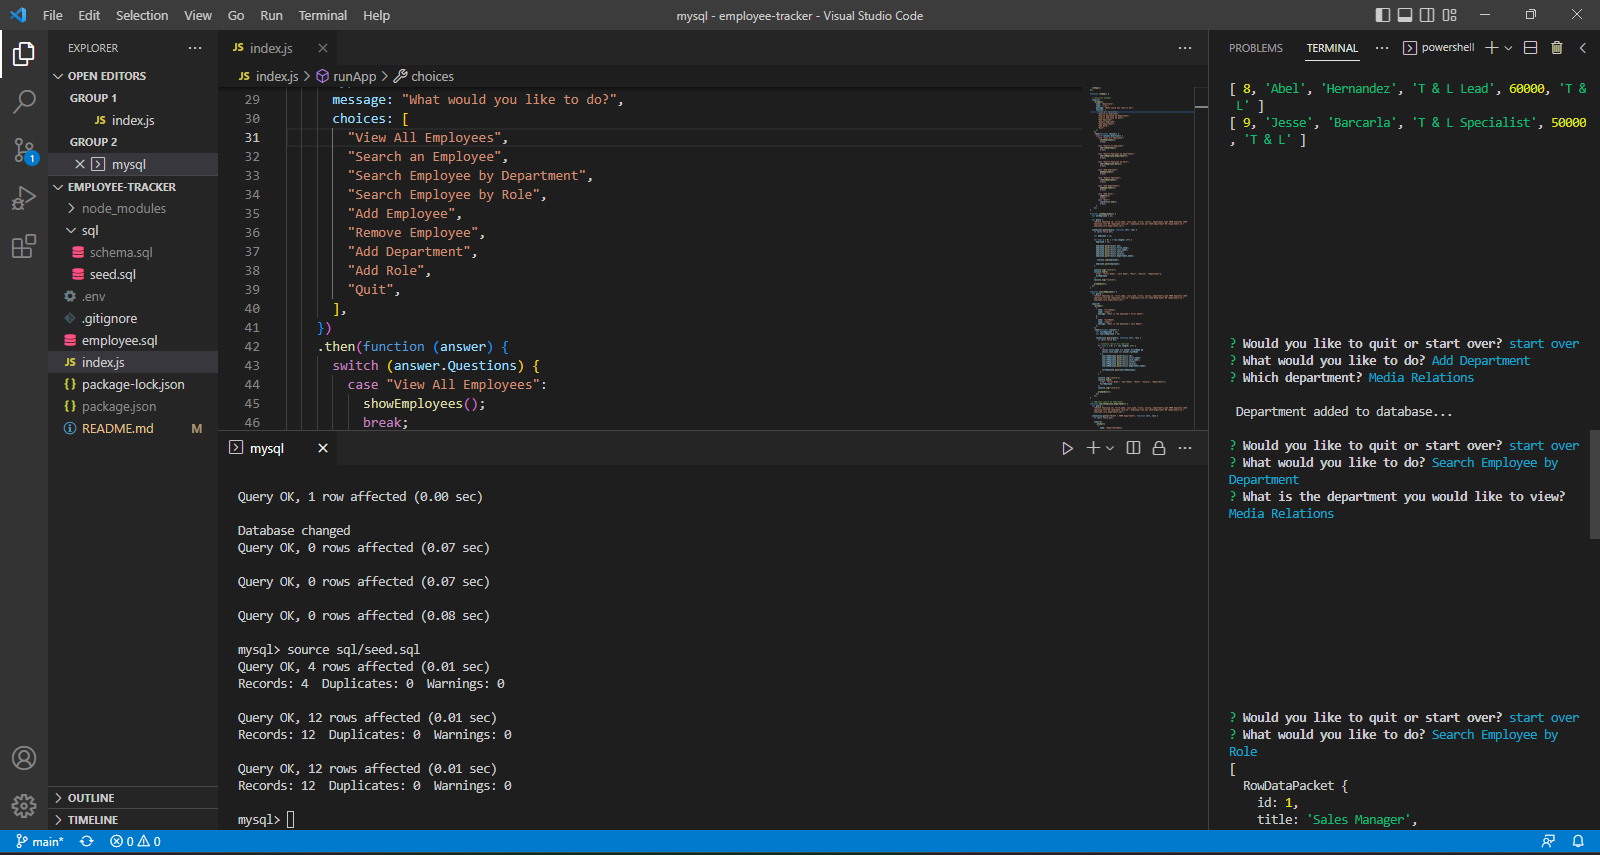 File Edit Selection View Go Run Terminal Help
mysql - employee-tracker - Visual Studio Code
EXPLORER
OPEN EDITORS
GROUP 1
JS index.js
GROUP 2
mysql
EMPLOYEE-TRACKER
node_modules
sql
schema.sql
seed.sql
.env
.gitignore
employee.sql
JS index.js
{} package-lock.json
{} package.json
README.md M
OUTLINE
TIMELINE
1
JS index.js
JS index.js > runApp > choices
29 message: "What would you like to do?",
30 choices: [
31 "View All Employees",
32 "Search an Employee",
33 "Search Employee by Department",
34 "Search Employee by Role",
35 "Add Employee",
36 "Remove Employee",
37 "Add Department",
38 "Add Role",
39 "Quit",
40 ],
41 })
42 .then(function (answer) {
43 switch (answer.Questions) {
44 case "View All Employees":
45 showEmployees();
46 break;
mysql
Query OK, 1 row affected (0.00 sec)
Database changed
Query OK, 0 rows affected (0.07 sec)
Query OK, 0 rows affected (0.07 sec)
Query OK, 0 rows affected (0.08 sec)
mysql> source sql/seed.sql
Query OK, 4 rows affected (0.01 sec)
Records: 4 Duplicates: 0 Warnings: 0
Query OK, 12 rows affected (0.01 sec)
Records: 12 Duplicates: 0 Warnings: 0
Query OK, 12 rows affected (0.01 sec)
Records: 12 Duplicates: 0 Warnings: 0
mysql>
PROBLEMS TERMINAL powershell
[ 8, 'Abel', 'Hernandez', 'T & L Lead', 60000, 'T &
L' ]
[ 9, 'Jesse', 'Barcarla', 'T & L Specialist', 50000
, 'T & L' ]
? Would you like to quit or start over? start over
? What would you like to do? Add Department
? Which department? Media Relations
Department added to database...
? Would you like to quit or start over? start over
? What would you like to do? Search Employee by
Department
? What is the department you would like to view?
Media Relations
? Would you like to quit or start over? start over
? What would you like to do? Search Employee by
Role
[
RowDataPacket {
id: 1,
title: 'Sales Manager',
main* 0 0